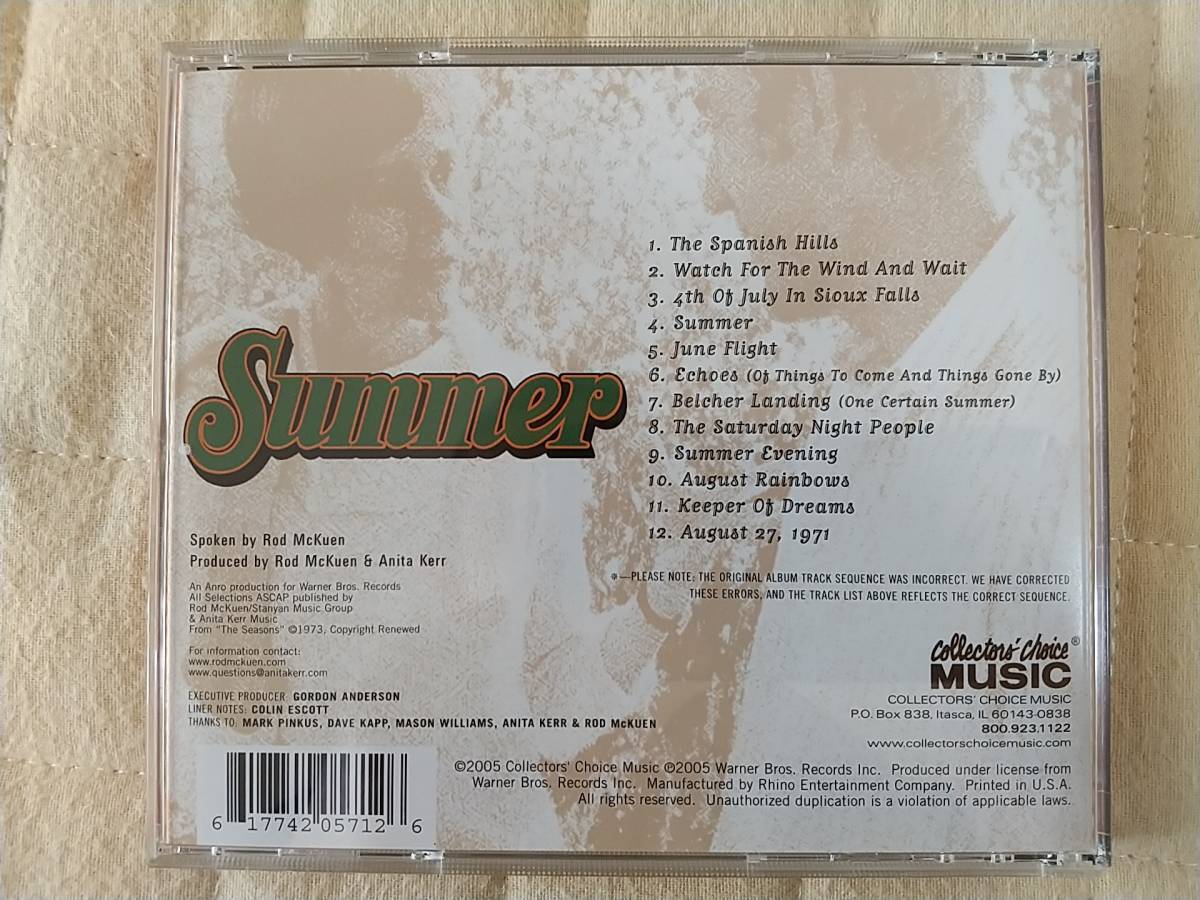 1. The Spanish Hills
2. Watch For The Wind And Wait
3. 4th Of July In Sioux Falls
4. Summer
5. June Flight
6. Echoes (Of Things To Come And Things Gone By)
7. Belcher Landing (One Certain Summer)
8. The Saturday Night People
9. Summer Evening
10. August Rainbows
11. Keeper Of Dreams
12. August 27, 1971
Summer
Spoken by Rod McKuen
Produced by Rod McKuen & Anita Kerr
An Anro production for Warner Bros. Records
All Selections ASCAP published by
Rod McKuen/Stanyan Music Group
& Anita Kerr Music
From "The Seasons" ©1973, Copyright Renewed
For information contact:
www.rodmckuen.com
www.questions@anitakerr.com
EXECUTIVE PRODUCER: GORDON ANDERSON
LINER NOTES: COLIN ESCOTT
THANKS TO: MARK PINKUS, DAVE KAPP, MASON WILLIAMS, ANITA KERR & ROD McKUEN
*—PLEASE NOTE: THE ORIGINAL ALBUM TRACK SEQUENCE WAS INCORRECT. WE HAVE CORRECTED
THESE ERRORS, AND THE TRACK LIST ABOVE REFLECTS THE CORRECT SEQUENCE.
Collectors' Choice®
MUSIC
COLLECTORS' CHOICE MUSIC
P.O. Box 838, Itasca, IL 60143-0838
800.923.1122
www.collectorschoicemusic.com
©2005 Collectors' Choice Music ℗2005 Warner Bros. Records Inc. Produced under license from
Warner Bros. Records Inc. Manufactured by Rhino Entertainment Company. Printed in U.S.A.
All rights reserved. Unauthorized duplication is a violation of applicable laws.
6 17742 05712 6